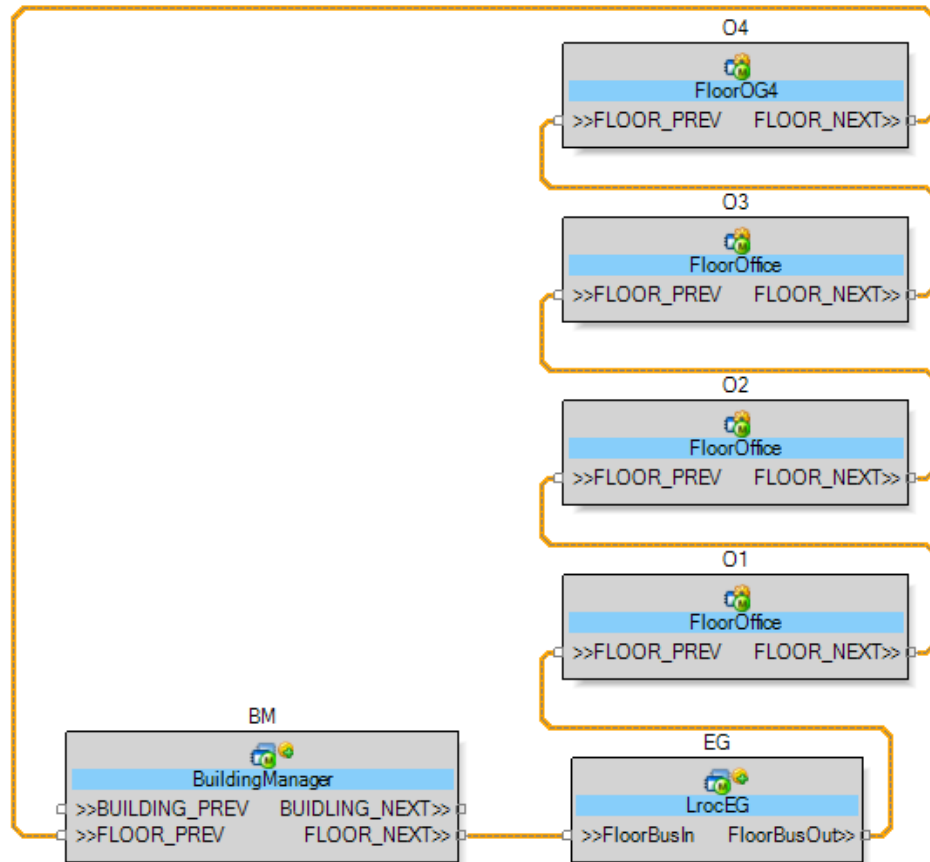 O4
FloorOG4
>>FLOOR_PREV FLOOR_NEXT>>
O3
FloorOffice
>>FLOOR_PREV FLOOR_NEXT>>
O2
FloorOffice
>>FLOOR_PREV FLOOR_NEXT>>
O1
FloorOffice
>>FLOOR_PREV FLOOR_NEXT>>
BM
BuildingManager
>>BUILDING_PREV BUIDLING_NEXT>>
>>FLOOR_PREV FLOOR_NEXT>>
EG
LrocEG
>>FloorBusIn FloorBusOut>>